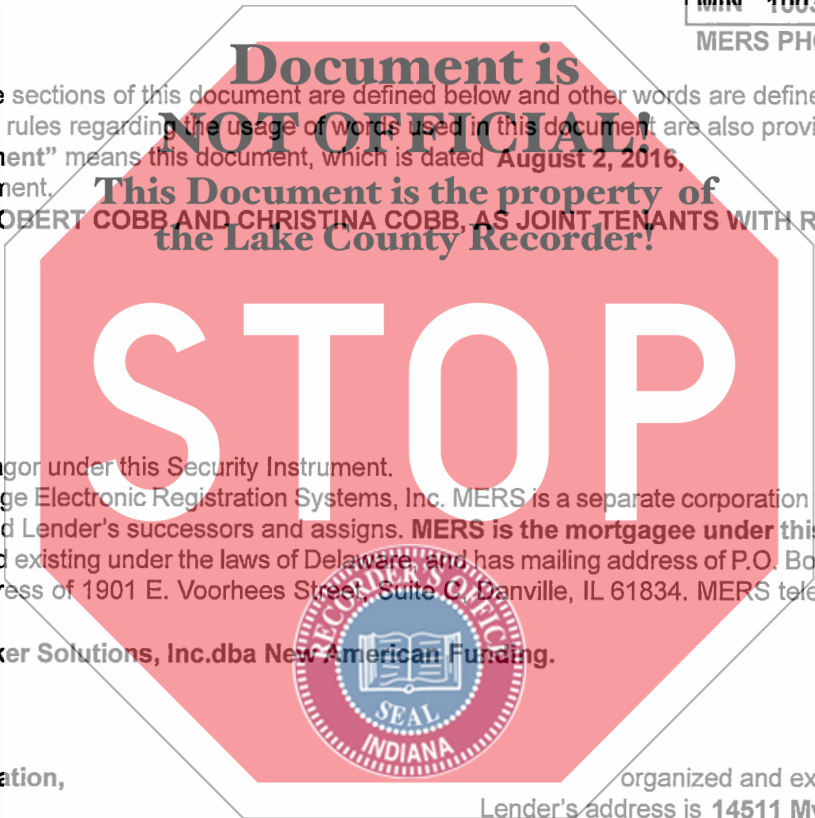 MIN 1003
MERS PHO
Document is
e sections of this document are defined below and other words are define
rules regarding the usage of words used in this document are also provi
NOT OFFICIAL!
ent” means this document, which is dated August 2, 2016,
ent.
This Document is the property of
OBERT COBB AND CHRISTINA COBB, AS JOINT TENANTS WITH R
the Lake County Recorder!
STOP
gor under this Security Instrument.
ge Electronic Registration Systems, Inc. MERS is a separate corporation
d Lender's successors and assigns. MERS is the mortgagee under this
d existing under the laws of Delaware, and has mailing address of P.O. Bo
ress of 1901 E. Voorhees Street, Suite C, Danville, IL 61834. MERS tele
RECORDER'S OFFICE
ker Solutions, Inc.dba New American Funding.
SEAL
INDIANA
ation,
organized and ex
Lender's address is 14511 My